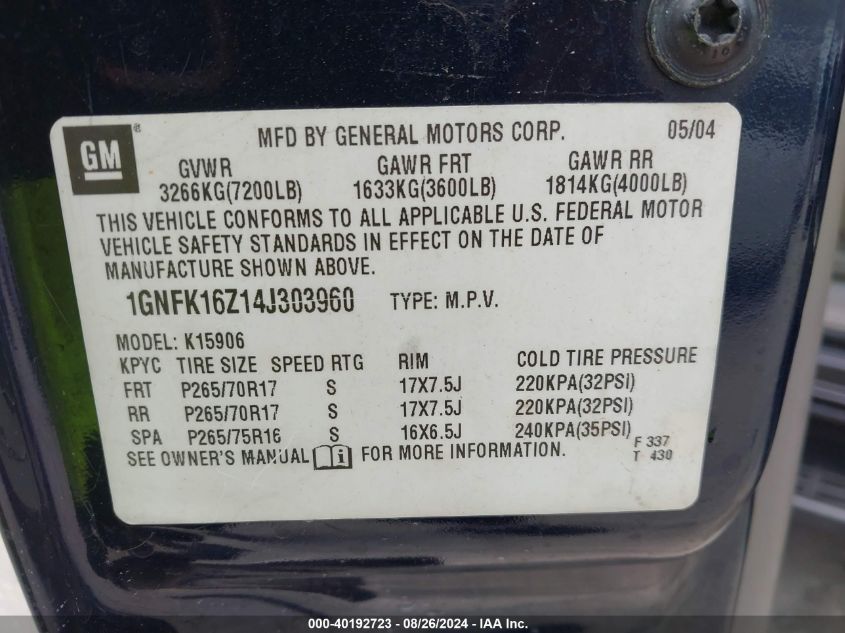 GM ®
MFD BY GENERAL MOTORS CORP. 05/04
GVWR GAWR FRT GAWR RR
3266KG(7200LB) 1633KG(3600LB) 1814KG(4000LB)
THIS VEHICLE CONFORMS TO ALL APPLICABLE U.S. FEDERAL MOTOR
VEHICLE SAFETY STANDARDS IN EFFECT ON THE DATE OF
MANUFACTURE SHOWN ABOVE.
1GNFK16Z14J303960 TYPE: M.P.V.
MODEL: K15906
KPYC TIRE SIZE SPEED RTG RIM COLD TIRE PRESSURE
FRT P265/70R17 S 17X7.5J 220KPA(32PSI)
RR P265/70R17 S 17X7.5J 220KPA(32PSI)
SPA P265/75R16 S 16X6.5J 240KPA(35PSI)
F 337
SEE OWNER'S MANUAL i FOR MORE INFORMATION. T 430
000-40192723 - 08/26/2024 - IAAI.com